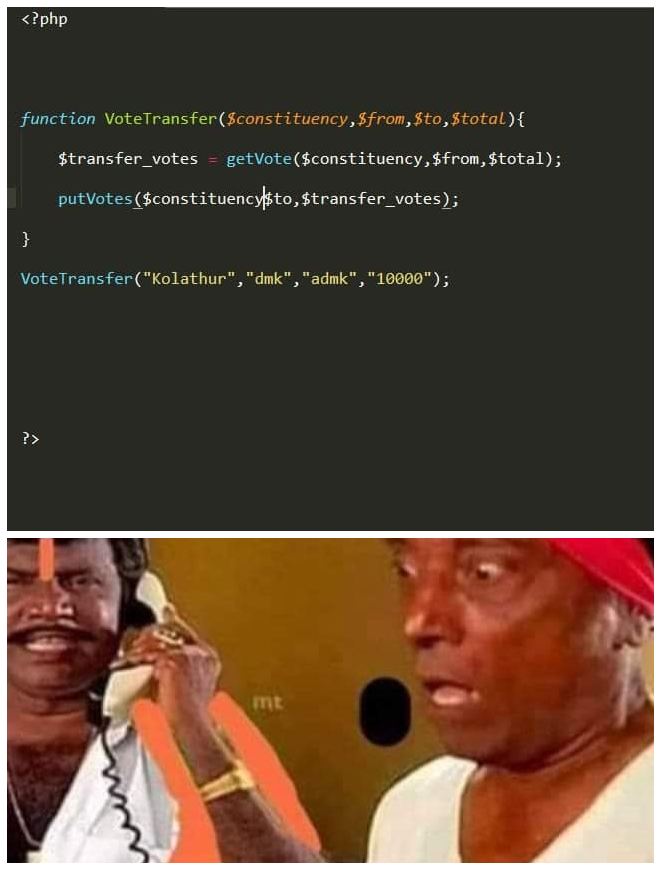 <?php
function VoteTransfer($constituency,$from,$to,$total){
$transfer_votes = getVote($constituency,$from,$total);
putVotes($constituency$to,$transfer_votes);
}
VoteTransfer("Kolathur","dmk","admk","10000");
?>
mt